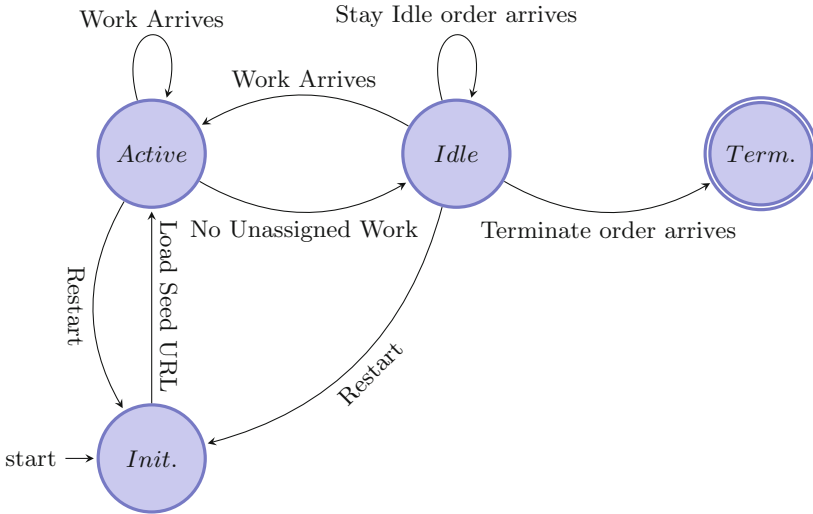 Stay Idle order arrives
Work Arrives
Work Arrives
Active
Idle
Term.
No Unassigned Work
Terminate order arrives
Load Seed URL
Restart
Restart
start
Init.